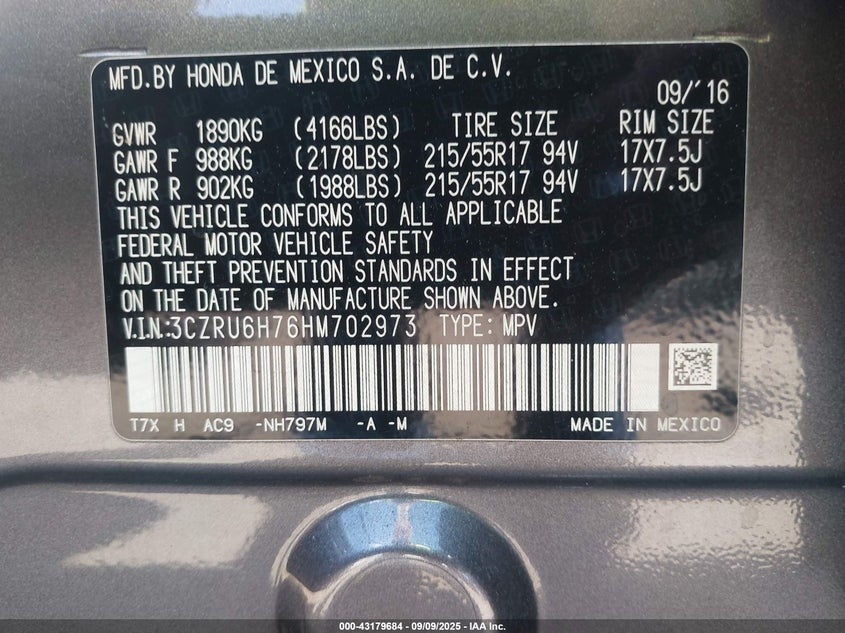 MFD.BY HONDA DE MEXICO S.A. DE C.V.
09/'16
GVWR 1890KG (4166LBS) TIRE SIZE RIM SIZE
GAWR F 988KG (2178LBS) 215/55R17 94V 17X7.5J
GAWR R 902KG (1988LBS) 215/55R17 94V 17X7.5J
THIS VEHICLE CONFORMS TO ALL APPLICABLE
FEDERAL MOTOR VEHICLE SAFETY
AND THEFT PREVENTION STANDARDS IN EFFECT
ON THE DATE OF MANUFACTURE SHOWN ABOVE.
V.I.N.:3CZRU6H76HM702973 TYPE: MPV
T7X H AC9 -NH797M -A -M MADE IN MEXICO
000-43179684 - 09/09/2025 - IAA Inc.